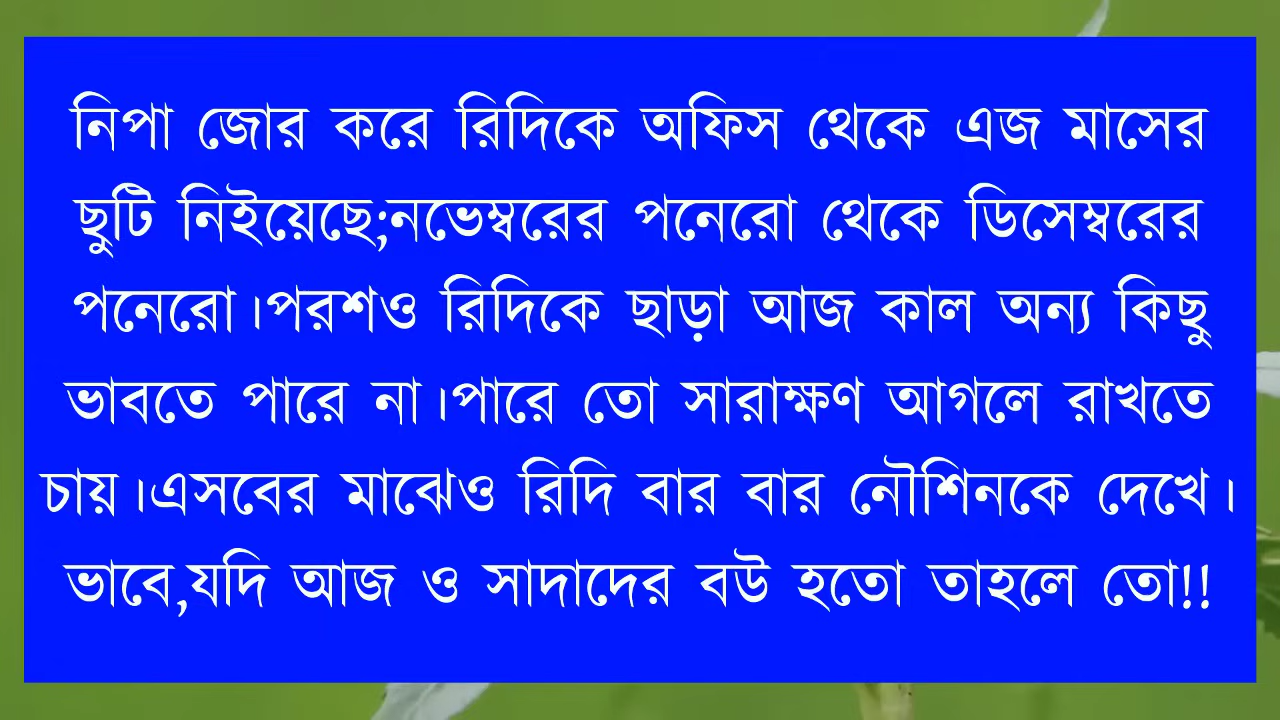 নিপা জোর করে রিদিকে অফিস থেকে এজ মাসের
ছুটি নিইয়েছে;নভেম্বরের পনেরো থেকে ডিসেম্বরের
পনেরো।পরশও রিদিকে ছাড়া আজ কাল অন্য কিছু
ভাবতে পারে না।পারে তো সারাক্ষণ আগলে রাখতে
চায়।এসবের মাঝেও রিদি বার বার নৌশিনকে দেখে।
ভাবে,যদি আজ ও সাদাদের বউ হতো তাহলে তো!!